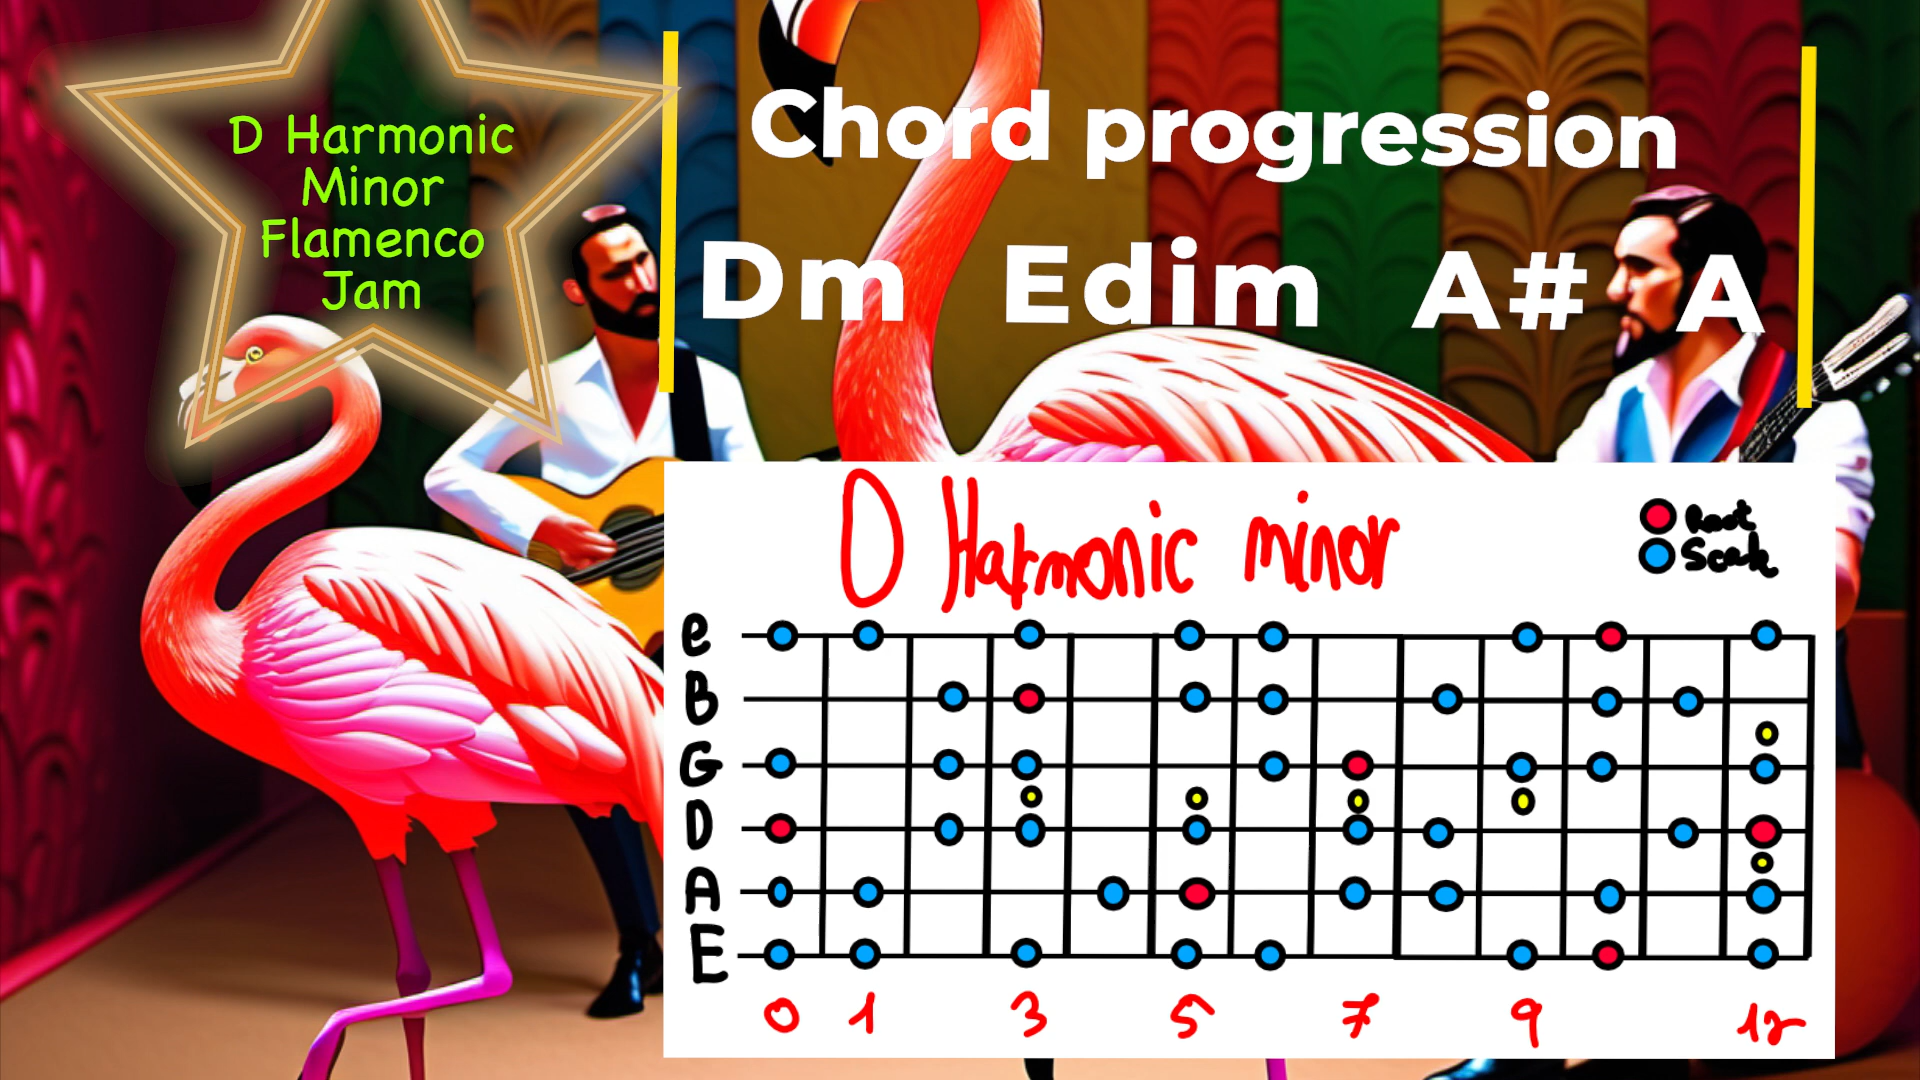 D Harmonic
Minor
Flamenco
Jam
Chord progression
Dm Edim A# A
D Harmonic minor
Root
Scale
e
B
G
D
A
E
0 1 3 5 7 9 12